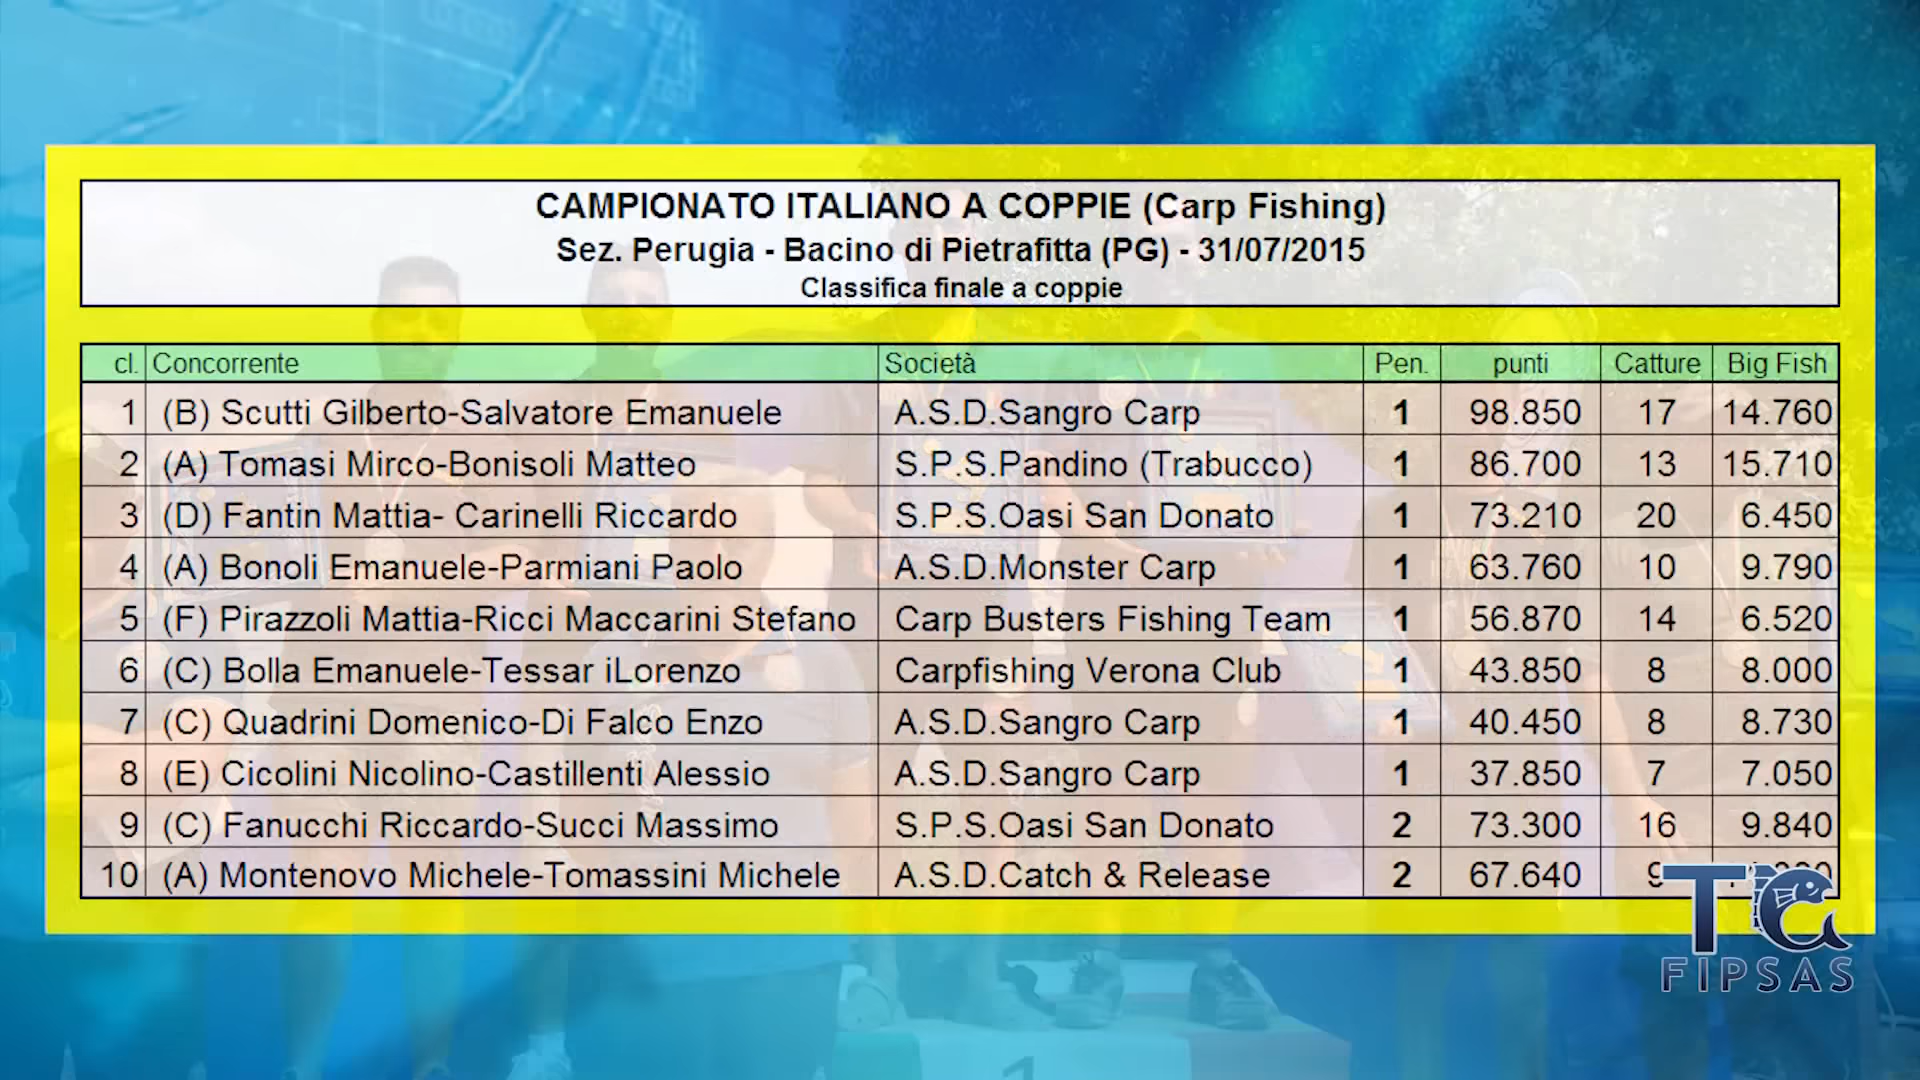 CAMPIONATO ITALIANO A COPPIE (Carp Fishing)
Sez. Perugia - Bacino di Pietrafitta (PG) - 31/07/2015
Classifica finale a coppie
cl. Concorrente Società Pen. punti Catture Big Fish
1 (B) Scutti Gilberto-Salvatore Emanuele A.S.D.Sangro Carp 1 98.850 17 14.760
2 (A) Tomasi Mirco-Bonisoli Matteo S.P.S.Pandino (Trabucco) 1 86.700 13 15.710
3 (D) Fantin Mattia- Carinelli Riccardo S.P.S.Oasi San Donato 1 73.210 20 6.450
4 (A) Bonoli Emanuele-Parmiani Paolo A.S.D.Monster Carp 1 63.760 10 9.790
5 (F) Pirazzoli Mattia-Ricci Maccarini Stefano Carp Busters Fishing Team 1 56.870 14 6.520
6 (C) Bolla Emanuele-Tessar iLorenzo Carpfishing Verona Club 1 43.850 8 8.000
7 (C) Quadrini Domenico-Di Falco Enzo A.S.D.Sangro Carp 1 40.450 8 8.730
8 (E) Cicolini Nicolino-Castillenti Alessio A.S.D.Sangro Carp 1 37.850 7 7.050
9 (C) Fanucchi Riccardo-Succi Massimo S.P.S.Oasi San Donato 2 73.300 16 9.840
10 (A) Montenovo Michele-Tomassini Michele A.S.D.Catch & Release 2 67.640 9
TG
FIPSAS
1